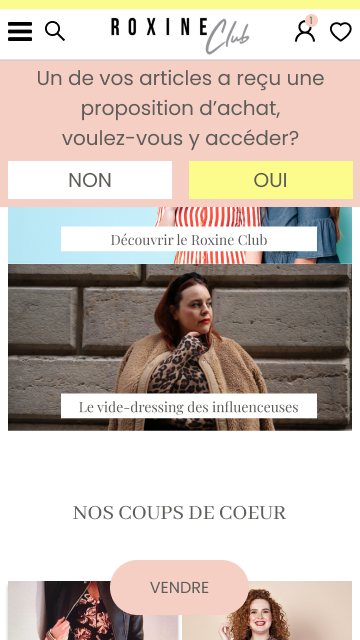 ROXINE
Club
1
Un de vos articles a reçu une
proposition d’achat,
voulez-vous y accéder?
NON
OUI
Découvrir le Roxine Club
Le vide-dressing des influenceuses
NOS COUPS DE COEUR
VENDRE